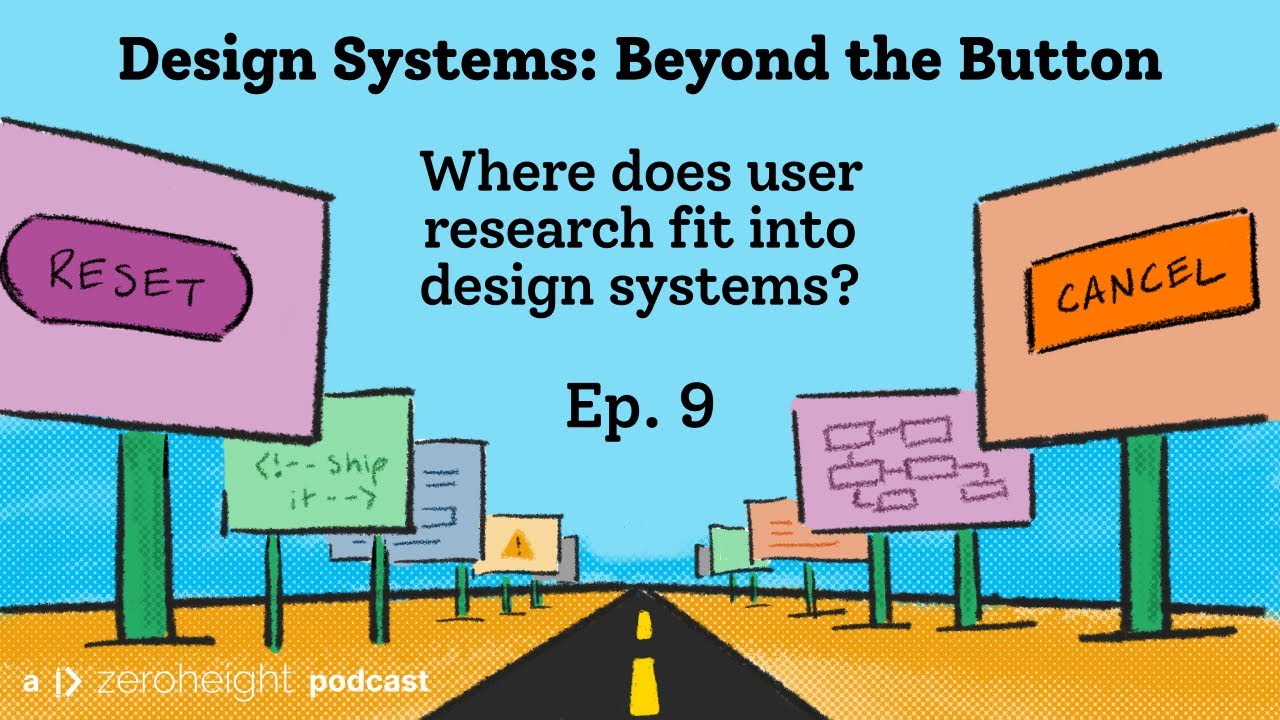 Design Systems: Beyond the Button
Where does user
research fit into
design systems?
Ep. 9
RESET
CANCEL
<!--ship
it-->
a zeroheight podcast